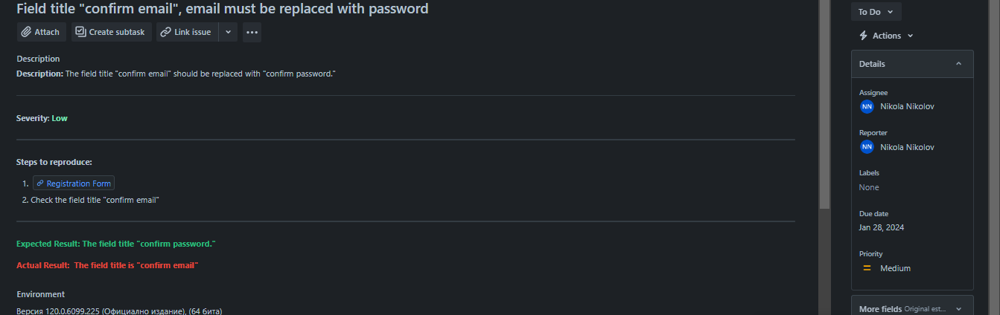 Field title "confirm email", email must be replaced with password
Attach
Create subtask
Link issue
Description
Description: The field title "confirm email" should be replaced with "confirm password."
Severity: Low
Steps to reproduce:
1. Registration Form
2. Check the field title "confirm email"
Expected Result: The field title "confirm password."
Actual Result: The field title is "confirm email"
Environment
Версия 120.0.6099.225 (Официално издание), (64 бита)
To Do
Actions
Details
Assignee
NN Nikola Nikolov
Reporter
NN Nikola Nikolov
Labels
None
Due date
Jan 28, 2024
Priority
Medium
More fields Original est...